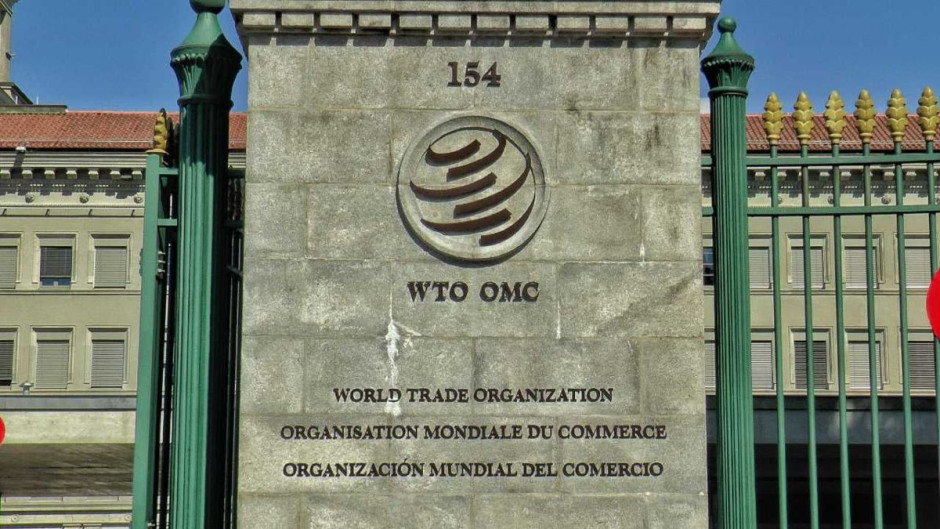 154
WTO OMC
WORLD TRADE ORGANIZATION
ORGANISATION MONDIALE DU COMMERCE
ORGANIZACIÓN MUNDIAL DEL COMERCIO